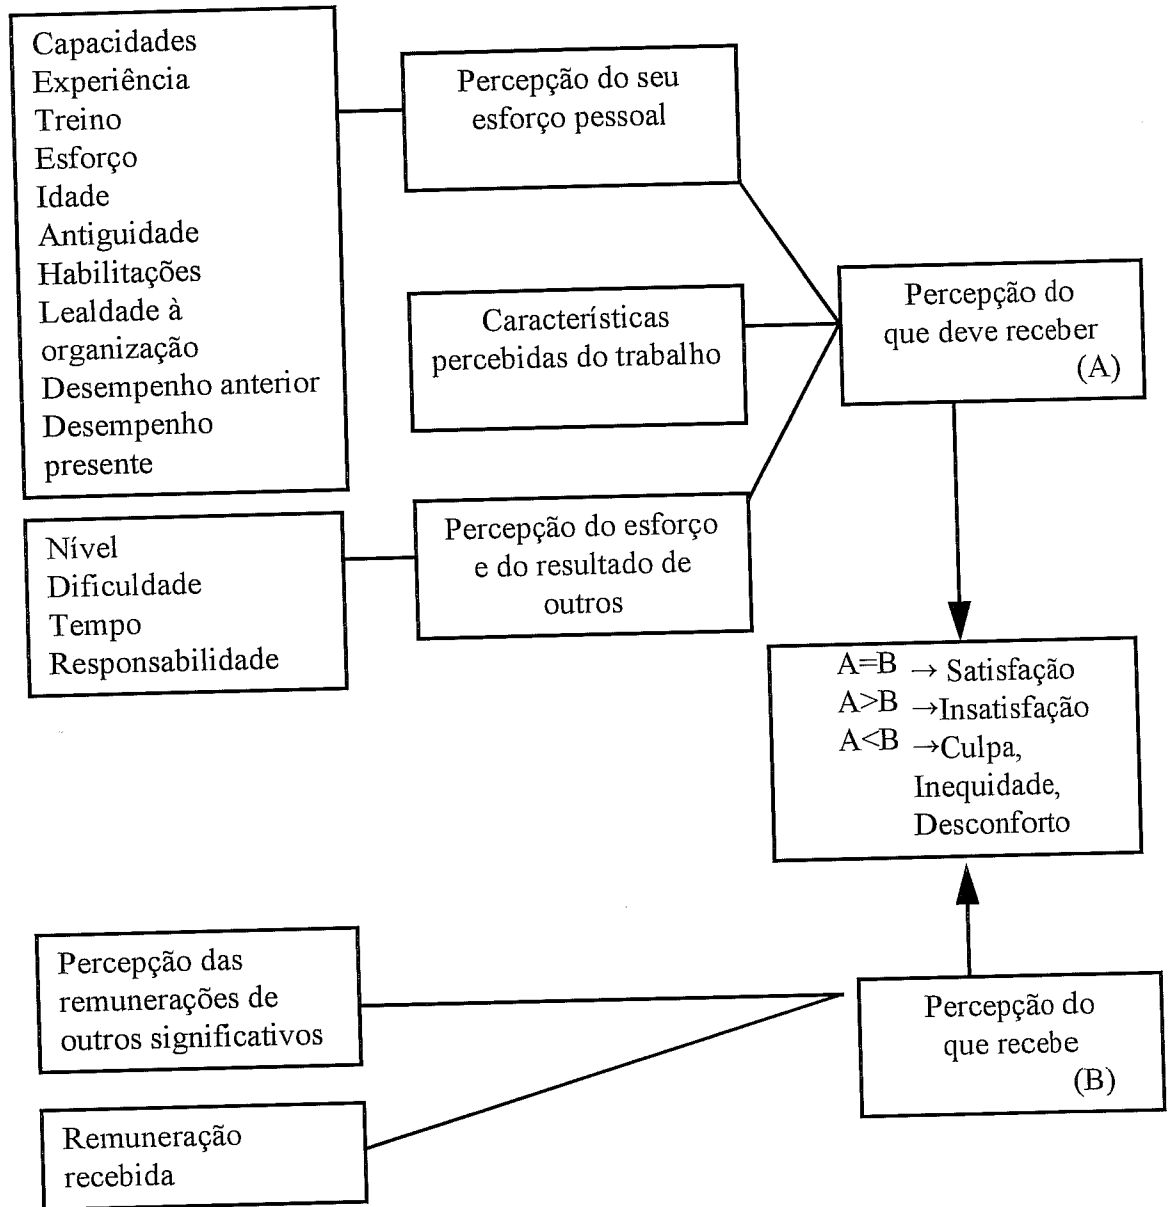 Capacidades
Experiência
Treino
Esforço
Idade
Antiguidade
Habilitações
Lealdade à
organização
Desempenho anterior
Desempenho
presente
Percepção do seu
esforço pessoal
Características
percebidas do trabalho
Percepção do
que deve receber
(A)
Nível
Dificuldade
Tempo
Responsabilidade
Percepção do esforço
e do resultado de
outros
A=B → Satisfação
A>B →Insatisfação
A<B →Culpa,
Inequidade,
Desconforto
Percepção das
remunerações de
outros significativos
Remuneração
recebida
Percepção do
que recebe
(B)